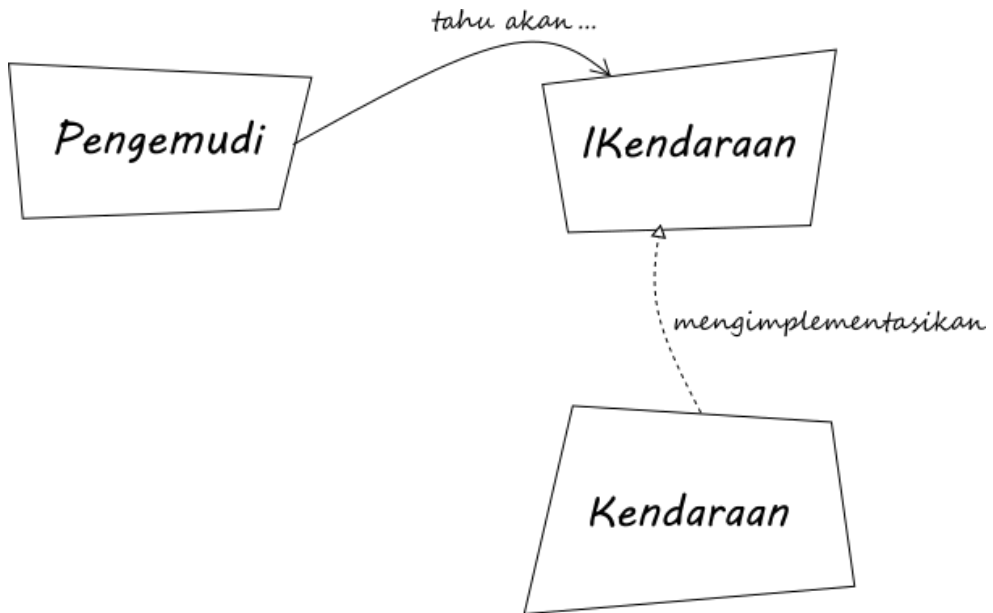 tahu akan...
Pengemudi
IKendaraan
mengimplementasikan
Kendaraan